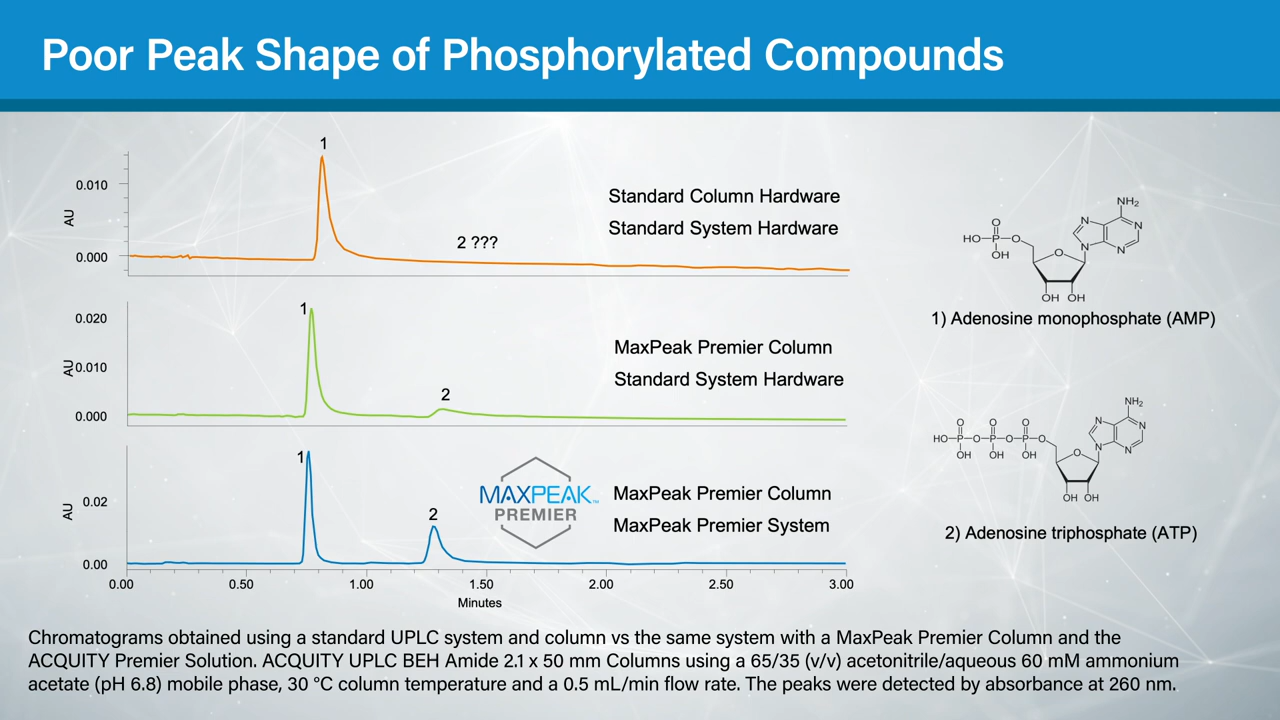 Poor Peak Shape of Phosphorylated Compounds
1
0.010
AU
0.000
2 ???
Standard Column Hardware
Standard System Hardware
1
0.020
AU
0.010
0.000
2
MaxPeak Premier Column
Standard System Hardware
1
AU
0.02
0.00
2
MAXPEAK™
PREMIER
MaxPeak Premier Column
MaxPeak Premier System
0.00 0.50 1.00 1.50 2.00 2.50 3.00
Minutes
NH₂
N
N
N
N
O
HO P O
OH
O
OH OH
1) Adenosine monophosphate (AMP)
NH₂
N
N
N
N
O O O
HO P O P O P O
OH OH OH
O
OH OH
2) Adenosine triphosphate (ATP)
Chromatograms obtained using a standard UPLC system and column vs the same system with a MaxPeak Premier Column and the
ACQUITY Premier Solution. ACQUITY UPLC BEH Amide 2.1 x 50 mm Columns using a 65/35 (v/v) acetonitrile/aqueous 60 mM ammonium
acetate (pH 6.8) mobile phase, 30 °C column temperature and a 0.5 mL/min flow rate. The peaks were detected by absorbance at 260 nm.